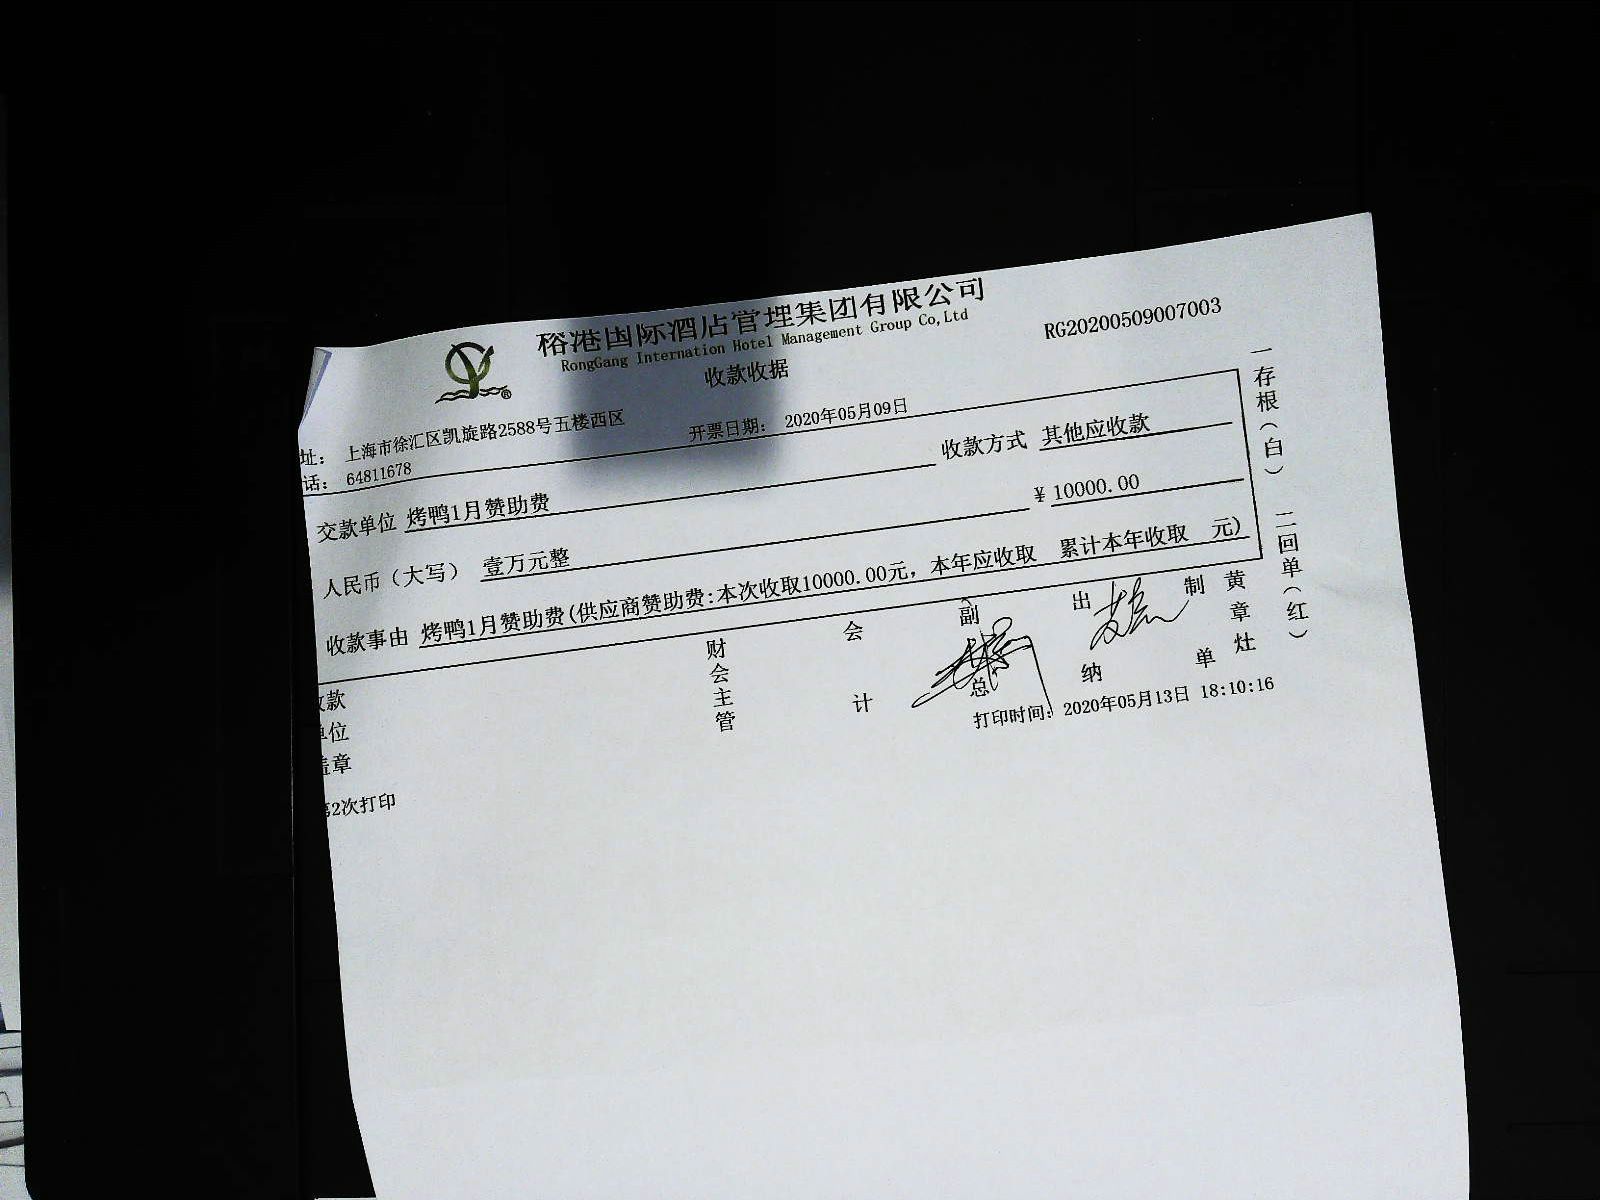 榕港国际酒店管理集团有限公司
RongGang Internation Hotel Management Group Co,Ltd
收款收据
RG20200509007003
址： 上海市徐汇区凯旋路2588号五楼西区
话： 64811678
开票日期： 2020年05月09日
交款单位 烤鸭1月赞助费
收款方式 其他应收款
人民币（大写） 壹万元整
¥ 10000.00
收款事由 烤鸭1月赞助费(供应商赞助费:本次收取10000.00元，本年应收取 累计本年收取 元)
一存根（白） 二回单（红）
款
单位
盖章
财会主管
会计
副总
出纳
制单
黄章灶
打印时间: 2020年05月13日 18:10:16
第2次打印